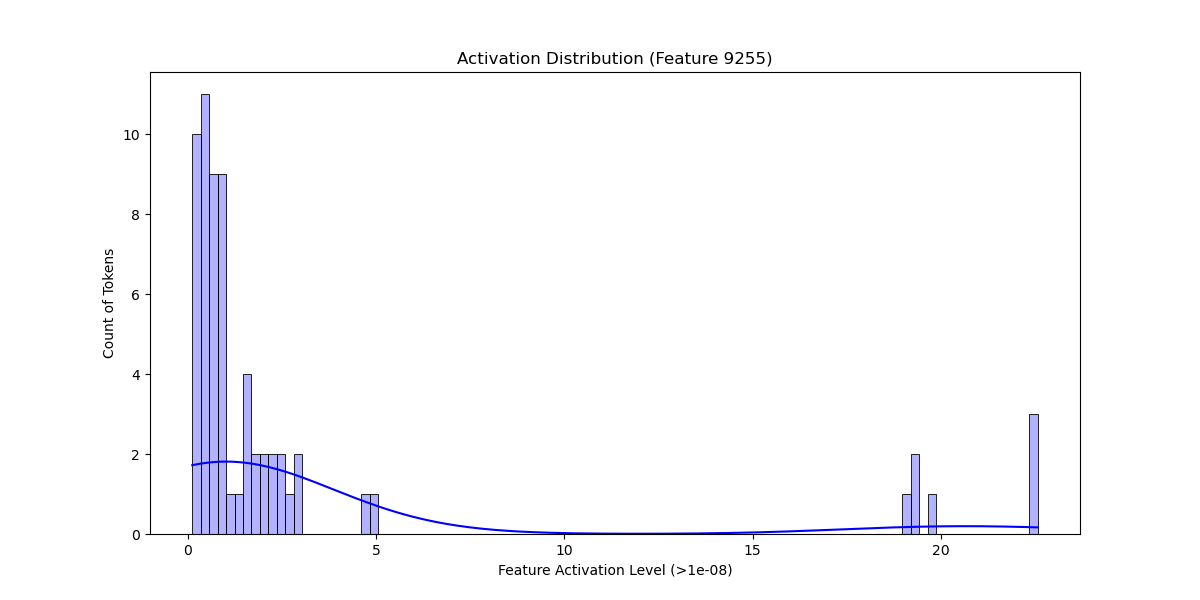 Activation Distribution (Feature 9255)
Count of Tokens
10
8
6
4
2
0
0 5 10 15 20
Feature Activation Level (>1e-08)